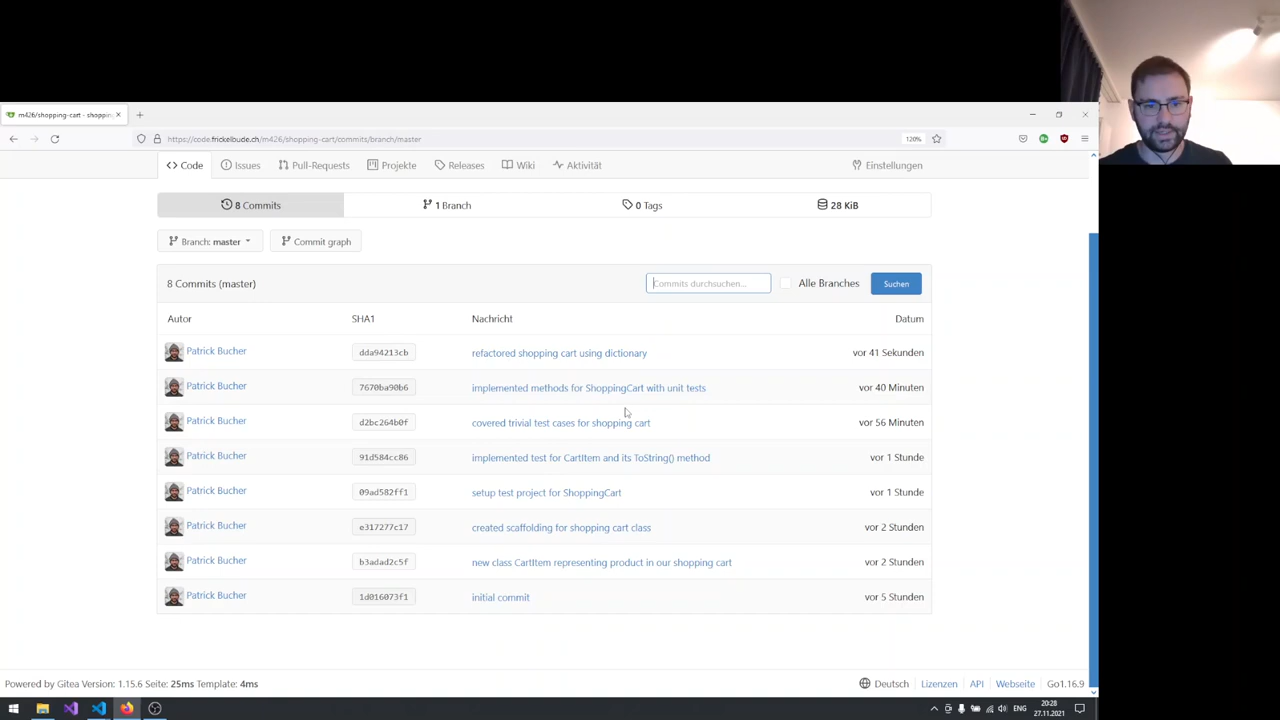 m426/shopping-cart - shopping
https://code.frickelbude.ch/m426/shopping-cart/commits/branch/master
120%
Code Issues Pull-Requests Projekte Releases Wiki Aktivität Einstellungen
8 Commits 1 Branch 0 Tags 28 KiB
Branch: master Commit graph
8 Commits (master) Commits durchsuchen... Alle Branches Suchen
Autor SHA1 Nachricht Datum
Patrick Bucher dda94213cb refactored shopping cart using dictionary vor 41 Sekunden
Patrick Bucher 7670ba90b6 implemented methods for ShoppingCart with unit tests vor 40 Minuten
Patrick Bucher d2bc264b0f covered trivial test cases for shopping cart vor 56 Minuten
Patrick Bucher 91d584cc86 implemented test for CartItem and its ToString() method vor 1 Stunde
Patrick Bucher 09ad582ff1 setup test project for ShoppingCart vor 1 Stunde
Patrick Bucher e317277c17 created scaffolding for shopping cart class vor 2 Stunden
Patrick Bucher b3adad2c5f new class CartItem representing product in our shopping cart vor 2 Stunden
Patrick Bucher 1d016073f1 initial commit vor 5 Stunden
Powered by Gitea Version: 1.15.6 Seite: 25ms Template: 4ms Deutsch Lizenzen API Webseite Go1.16.9
ENG 20:28
27.11.2021